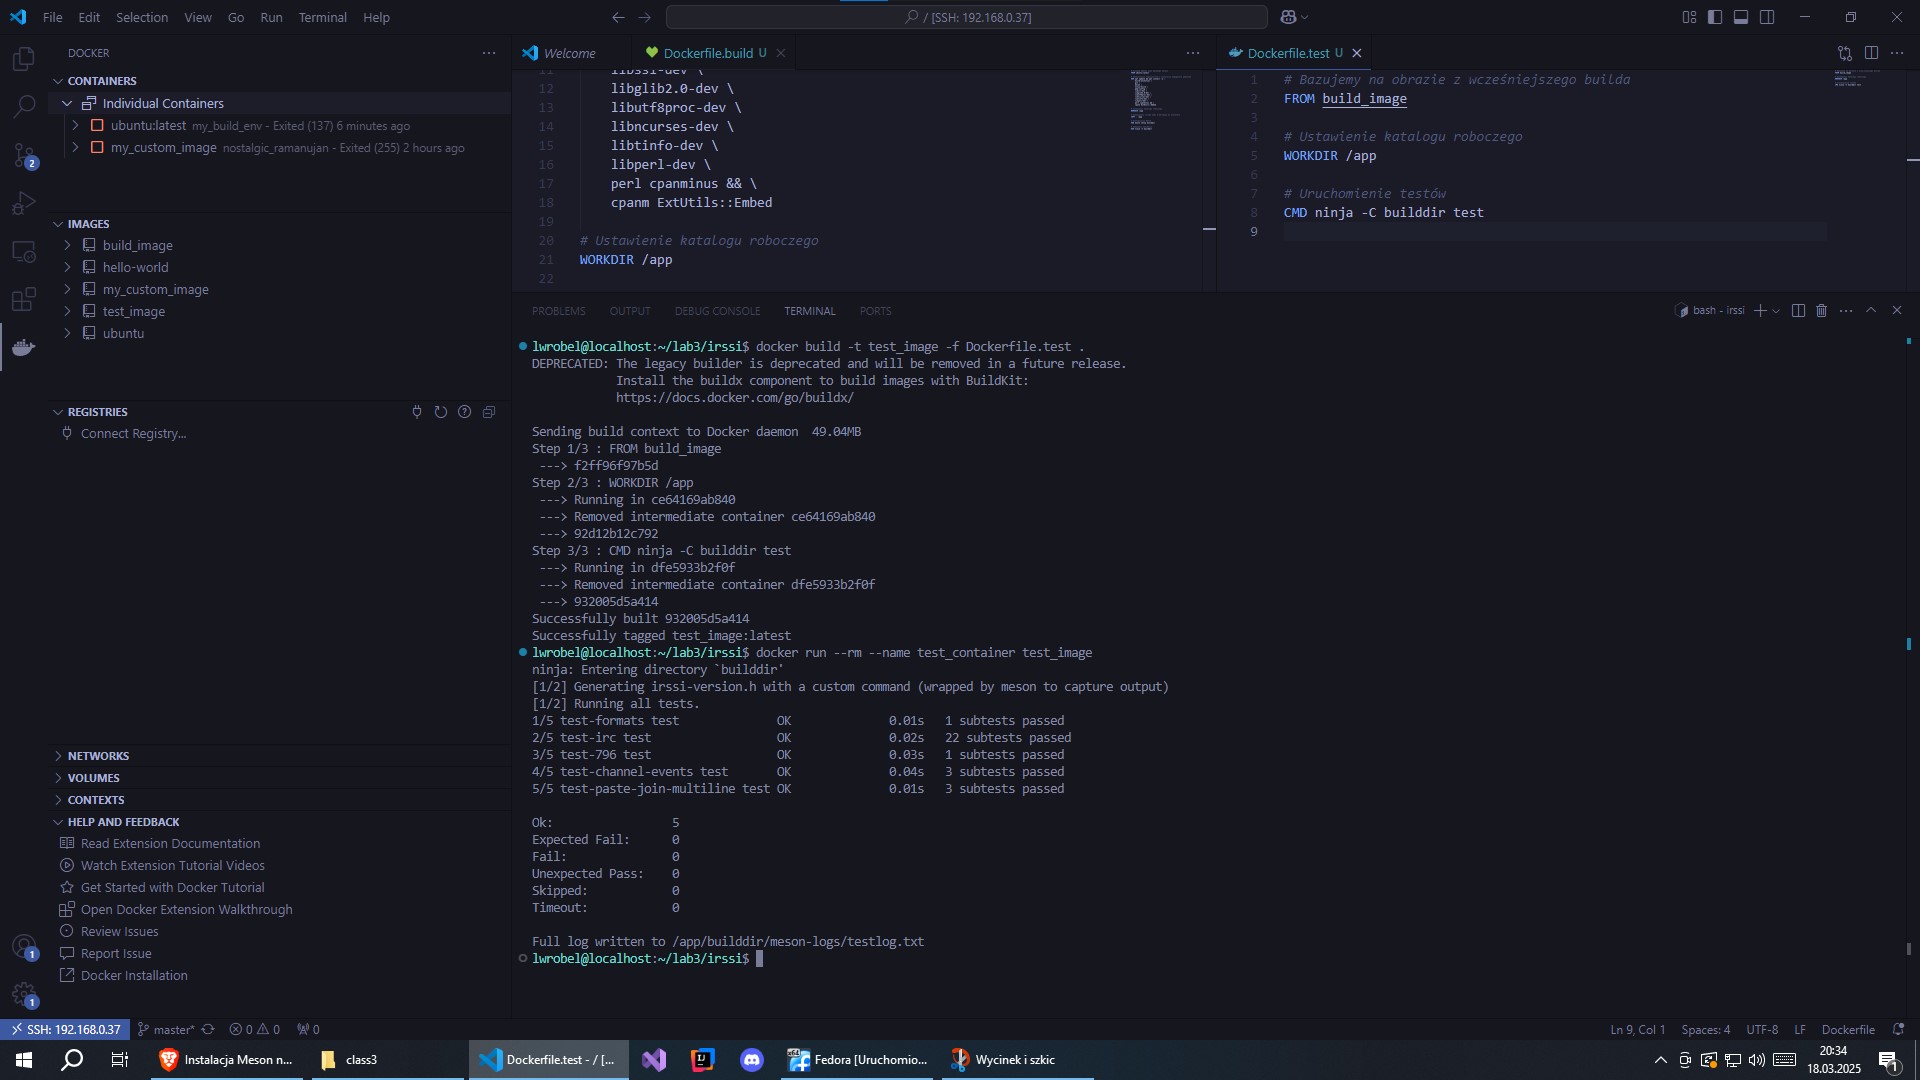 File Edit Selection View Go Run Terminal Help
/ [SSH: 192.168.0.37]
DOCKER
CONTAINERS
Individual Containers
ubuntu:latest my_build_env - Exited (137) 6 minutes ago
my_custom_image nostalgic_ramanujan - Exited (255) 2 hours ago
IMAGES
build_image
hello-world
my_custom_image
test_image
ubuntu
REGISTRIES
Connect Registry...
NETWORKS
VOLUMES
CONTEXTS
HELP AND FEEDBACK
Read Extension Documentation
Watch Extension Tutorial Videos
Get Started with Docker Tutorial
Open Docker Extension Walkthrough
Review Issues
Report Issue
Docker Installation
2
1
1
Welcome Dockerfile.build U
11 libssl-dev \
12 libglib2.0-dev \
13 libutf8proc-dev \
14 libncurses-dev \
15 libtinfo-dev \
16 libperl-dev \
17 perl cpanminus && \
18 cpanm ExtUtils::Embed
19
20 # Ustawienie katalogu roboczego
21 WORKDIR /app
22
Dockerfile.test U
1 # Bazujemy na obrazie z wcześniejszego builda
2 FROM build_image
3
4 # Ustawienie katalogu roboczego
5 WORKDIR /app
6
7 # Uruchomienie testów
8 CMD ninja -C builddir test
9
PROBLEMS OUTPUT DEBUG CONSOLE TERMINAL PORTS
bash - irssi
lwrobel@localhost:~/lab3/irssi$ docker build -t test_image -f Dockerfile.test .
DEPRECATED: The legacy builder is deprecated and will be removed in a future release.
Install the buildx component to build images with BuildKit:
https://docs.docker.com/go/buildx/
Sending build context to Docker daemon 49.04MB
Step 1/3 : FROM build_image
---> f2ff96f97b5d
Step 2/3 : WORKDIR /app
---> Running in ce64169ab840
---> Removed intermediate container ce64169ab840
---> 92d12b12c792
Step 3/3 : CMD ninja -C builddir test
---> Running in dfe5933b2f0f
---> Removed intermediate container dfe5933b2f0f
---> 932005d5a414
Successfully built 932005d5a414
Successfully tagged test_image:latest
lwrobel@localhost:~/lab3/irssi$ docker run --rm --name test_container test_image
ninja: Entering directory `builddir'
[1/2] Generating irssi-version.h with a custom command (wrapped by meson to capture output)
[1/2] Running all tests.
1/5 test-formats test OK 0.01s 1 subtests passed
2/5 test-irc test OK 0.02s 22 subtests passed
3/5 test-796 test OK 0.03s 1 subtests passed
4/5 test-channel-events test OK 0.04s 3 subtests passed
5/5 test-paste-join-multiline test OK 0.01s 3 subtests passed
Ok: 5
Expected Fail: 0
Fail: 0
Unexpected Pass: 0
Skipped: 0
Timeout: 0
Full log written to /app/builddir/meson-logs/testlog.txt
lwrobel@localhost:~/lab3/irssi$
SSH: 192.168.0.37 master* 0 0 0
Ln 9, Col 1 Spaces: 4 UTF-8 LF Dockerfile
Instalacja Meson n... class3 Dockerfile.test - / [... Fedora [Uruchomio... Wycinek i szkic
20:34
18.03.2025
1